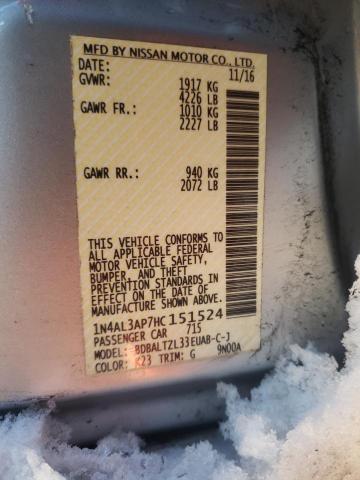 MFD BY NISSAN MOTOR CO., LTD.
DATE: 11/16
GVWR: 1917 KG
4226 LB
GAWR FR.: 1010 KG
2227 LB
GAWR RR.: 940 KG
2072 LB
THIS VEHICLE CONFORMS TO
ALL APPLICABLE FEDERAL
MOTOR VEHICLE SAFETY,
BUMPER, AND THEFT
PREVENTION STANDARDS IN
EFFECT ON THE DATE OF
MANUFACTURE SHOWN ABOVE.
1N4AL3AP7HC151524
PASSENGER CAR 715
MODEL: BDBALTZL33EUAB-C-J
COLOR: K23 TRIM: G 9N00A